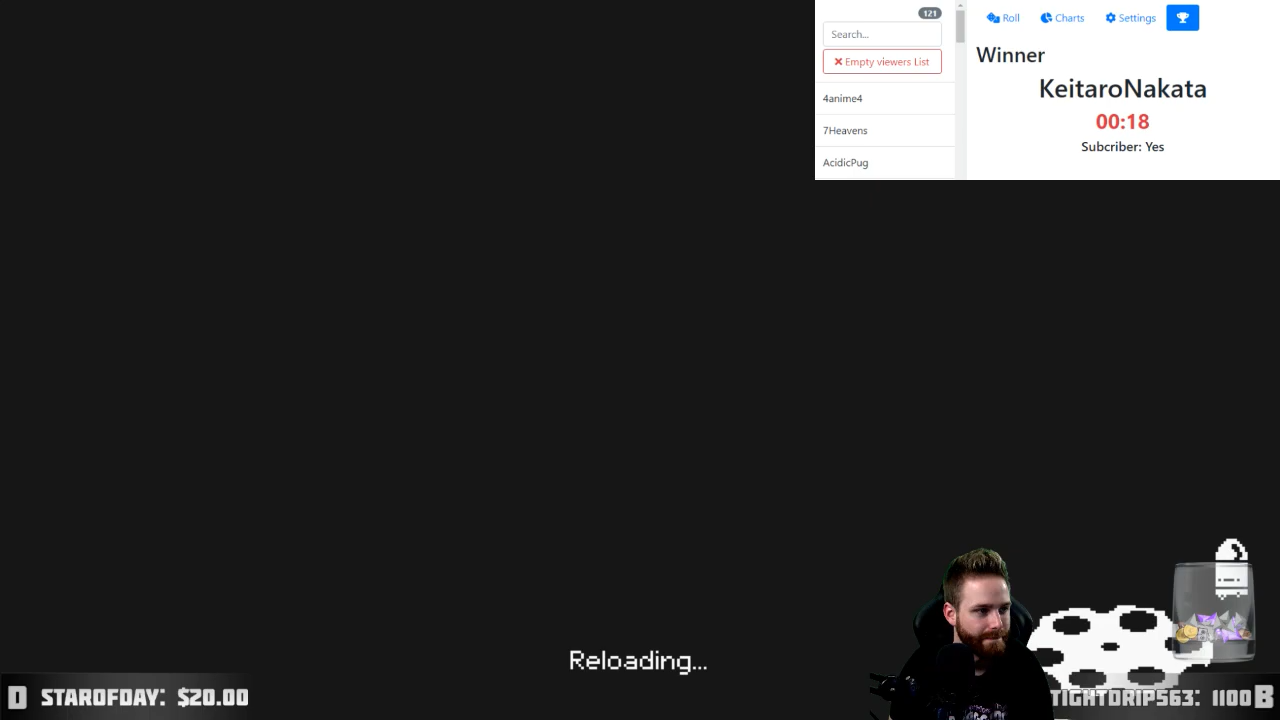 121
Search...
Empty viewers List
4anime4
7Heavens
AcidicPug
Roll
Charts
Settings
Winner
KeitaroNakata
00:18
Subcriber: Yes
Reloading...
D STAROFDAY: $20.00
TIGHTDRIP563: 1100 B